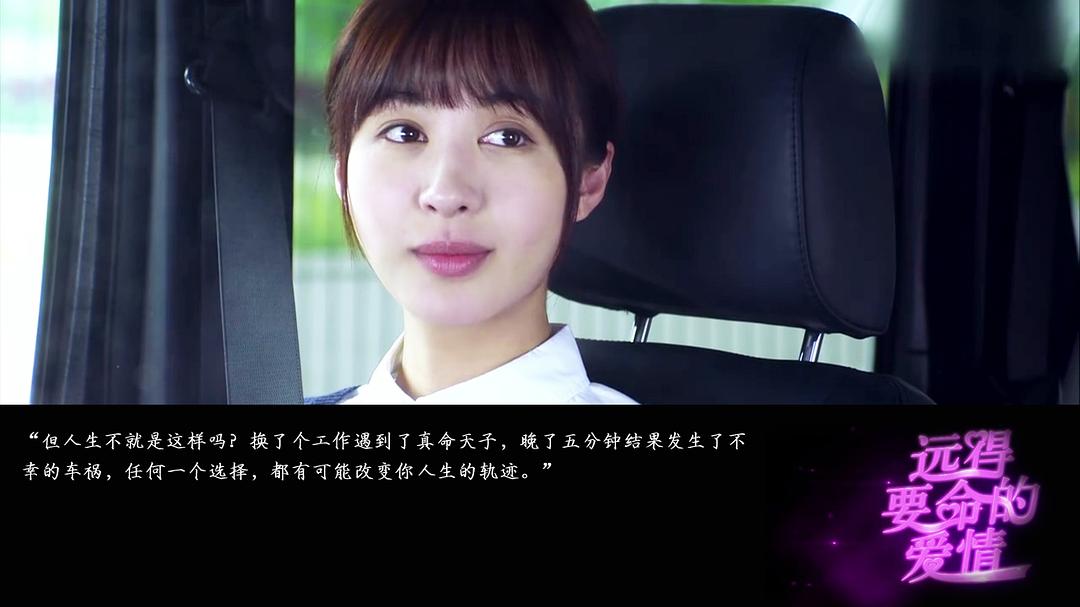 “但人生不就是这样吗？换了个工作遇到了真命天子，晚了五分钟结果发生了不
幸的车祸，任何一个选择，都有可能改变你人生的轨迹。”
远得
要命的
爱情